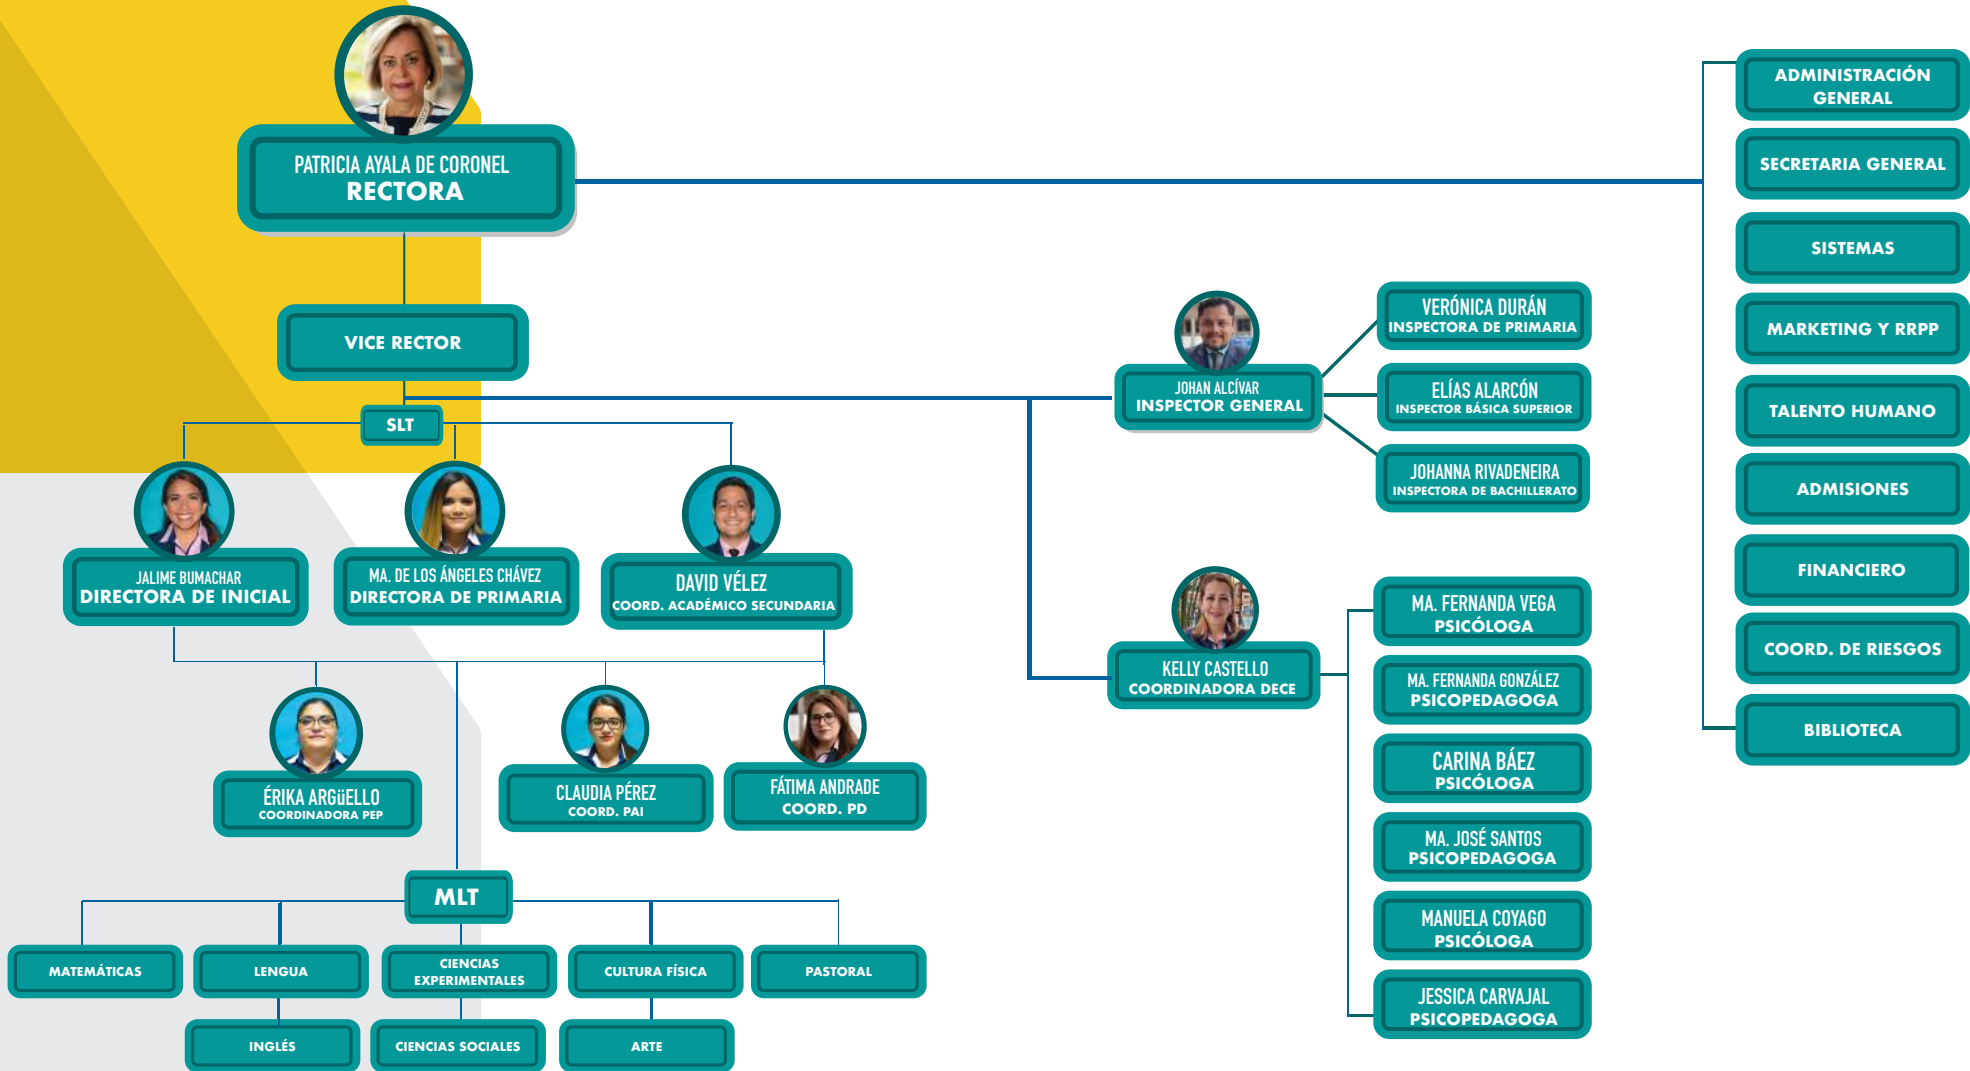 PATRICIA AYALA DE CORONEL
RECTORA
VICE RECTOR
SLT
JALIME BUMACHAR
DIRECTORA DE INICIAL
MA. DE LOS ÁNGELES CHÁVEZ
DIRECTORA DE PRIMARIA
DAVID VÉLEZ
COORD. ACADÉMICO SECUNDARIA
ÉRIKA ARGüELLO
COORDINADORA PEP
CLAUDIA PÉREZ
COORD. PAI
FÁTIMA ANDRADE
COORD. PD
MLT
MATEMÁTICAS
LENGUA
CIENCIAS
EXPERIMENTALES
CULTURA FÍSICA
PASTORAL
INGLÉS
CIENCIAS SOCIALES
ARTE
JOHAN ALCÍVAR
INSPECTOR GENERAL
VERÓNICA DURÁN
INSPECTORA DE PRIMARIA
ELÍAS ALARCÓN
INSPECTOR BÁSICA SUPERIOR
JOHANNA RIVADENEIRA
INSPECTORA DE BACHILLERATO
KELLY CASTELLO
COORDINADORA DECE
MA. FERNANDA VEGA
PSICÓLOGA
MA. FERNANDA GONZÁLEZ
PSICOPEDAGOGA
CARINA BÁEZ
PSICÓLOGA
MA. JOSÉ SANTOS
PSICOPEDAGOGA
MANUELA COYAGO
PSICÓLOGA
JESSICA CARVAJAL
PSICOPEDAGOGA
ADMINISTRACIÓN
GENERAL
SECRETARIA GENERAL
SISTEMAS
MARKETING Y RRPP
TALENTO HUMANO
ADMISIONES
FINANCIERO
COORD. DE RIESGOS
BIBLIOTECA